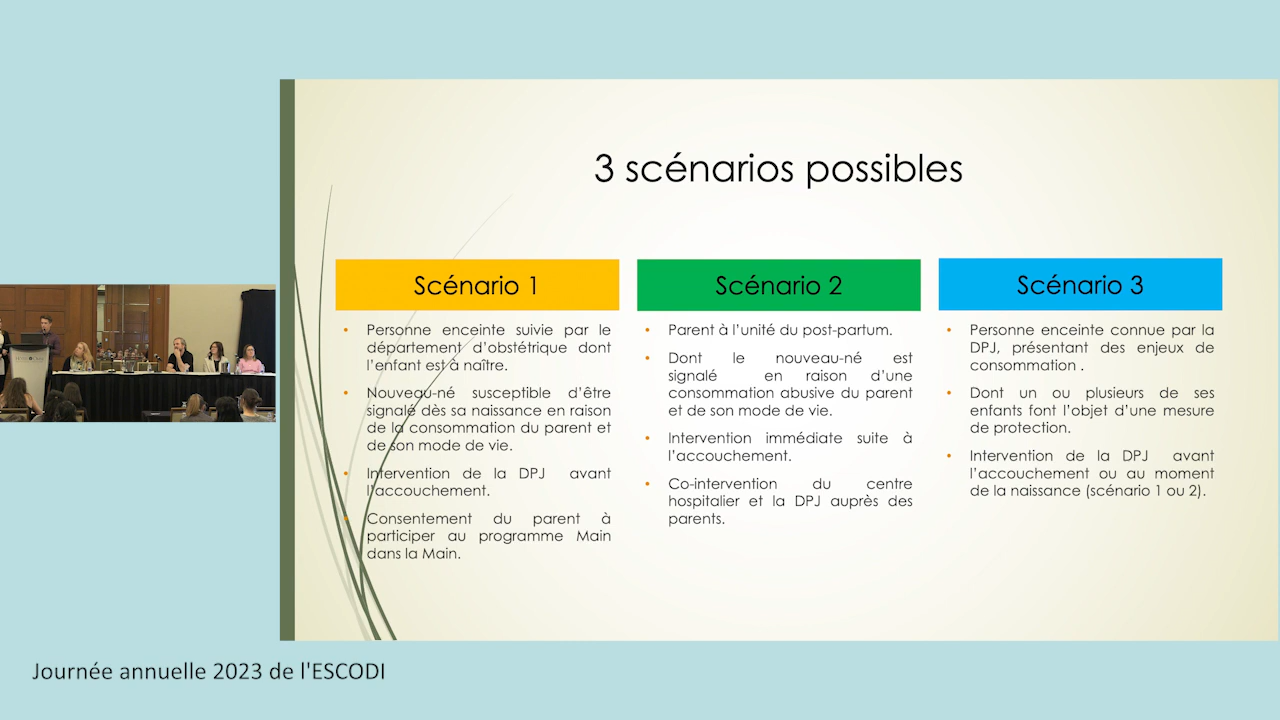 3 scénarios possibles
Scénario 1
Personne enceinte suivie par le
département d'obstétrique dont
l'enfant est à naître.
Nouveau-né susceptible d'être
signalé dès sa naissance en raison
de la consommation du parent et
de son mode de vie.
Intervention de la DPJ avant
l'accouchement.
Consentement du parent à
participer au programme Main
dans la Main.
Scénario 2
Parent à l'unité du post-partum.
Dont le nouveau-né est
signalé en raison d'une
consommation abusive du parent
et de son mode de vie.
Intervention immédiate suite à
l'accouchement.
Co-intervention du centre
hospitalier et la DPJ auprès des
parents.
Scénario 3
Personne enceinte connue par la
DPJ, présentant des enjeux de
consommation .
Dont un ou plusieurs de ses
enfants font l'objet d'une mesure
de protection.
Intervention de la DPJ avant
l'accouchement ou au moment
de la naissance (scénario 1 ou 2).
Journée annuelle 2023 de l'ESCODI